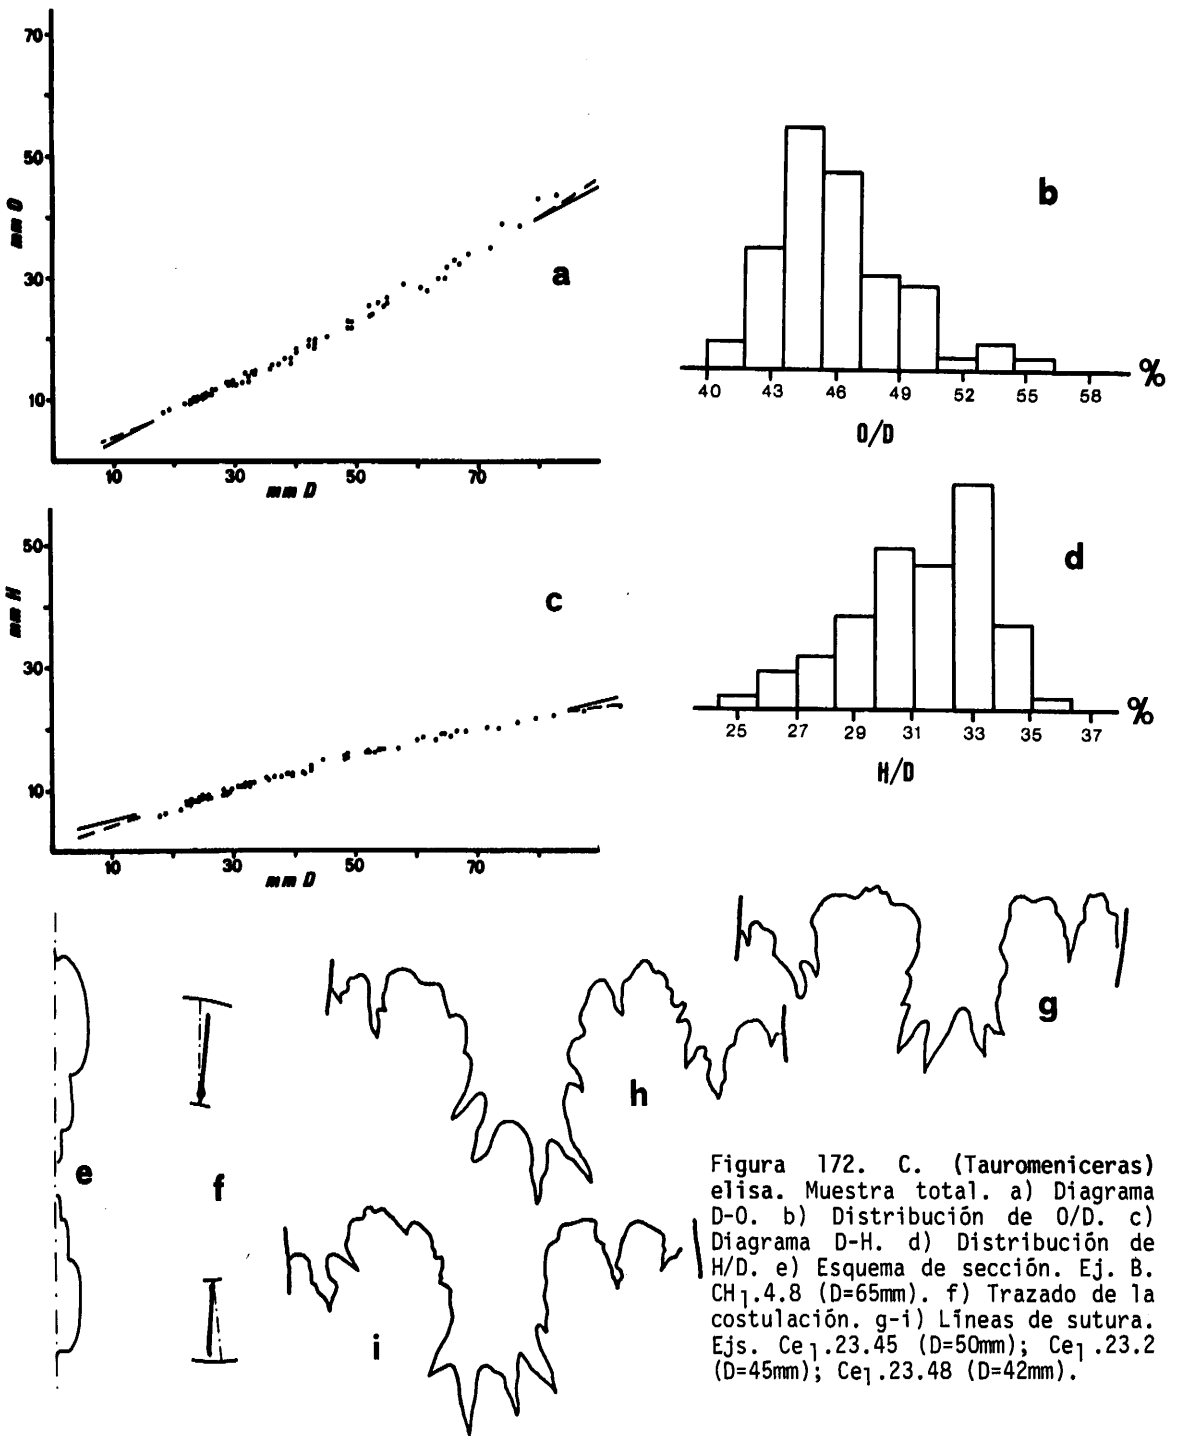 70
50
30
10
mm O
a
10
30
50
70
mm D
b
40
43
46
49
52
55
58
%
O/D
50
30
10
mm H
c
10
30
50
70
mm D
d
25
27
29
31
33
35
37
%
H/D
e
f
g
h
i
Figura 172. C. (Tauromeniceras)
elisa. Muestra total. a) Diagrama
D-O. b) Distribución de O/D. c)
Diagrama D-H. d) Distribución de
H/D. e) Esquema de sección. Ej. B.
CH1.4.8 (D=65mm). f) Trazado de la
costulación. g-i) Líneas de sutura.
Ejs. Ce1.23.45 (D=50mm); Ce1.23.2
(D=45mm); Ce1.23.48 (D=42mm).